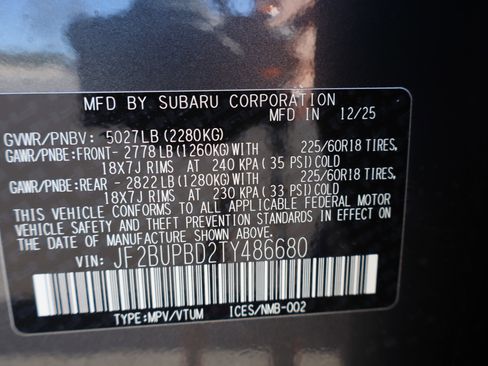 MFD BY SUBARU CORPORATION
MFD IN 12/25
GVWR/PNBV: 5027LB (2280KG)
GAWR/PNBE:FRONT- 2778 LB (1260KG) WITH 225/60R18 TIRES,
18X7J RIMS AT 240 KPA ( 35 PSI) COLD
GAWR/PNBE:REAR - 2822 LB (1280KG) WITH 225/60R18 TIRES,
18X7J RIMS AT 230 KPA ( 33 PSI) COLD
THIS VEHICLE CONFORMS TO ALL APPLICABLE FEDERAL MOTOR
VEHICLE SAFETY AND THEFT PREVENTION STANDARDS IN EFFECT ON
THE DATE OF MANUFACTURE SHOWN ABOVE.
VIN: JF2BUPBD2TY486680
TYPE:MPV/VTUM ICES/NMB-002